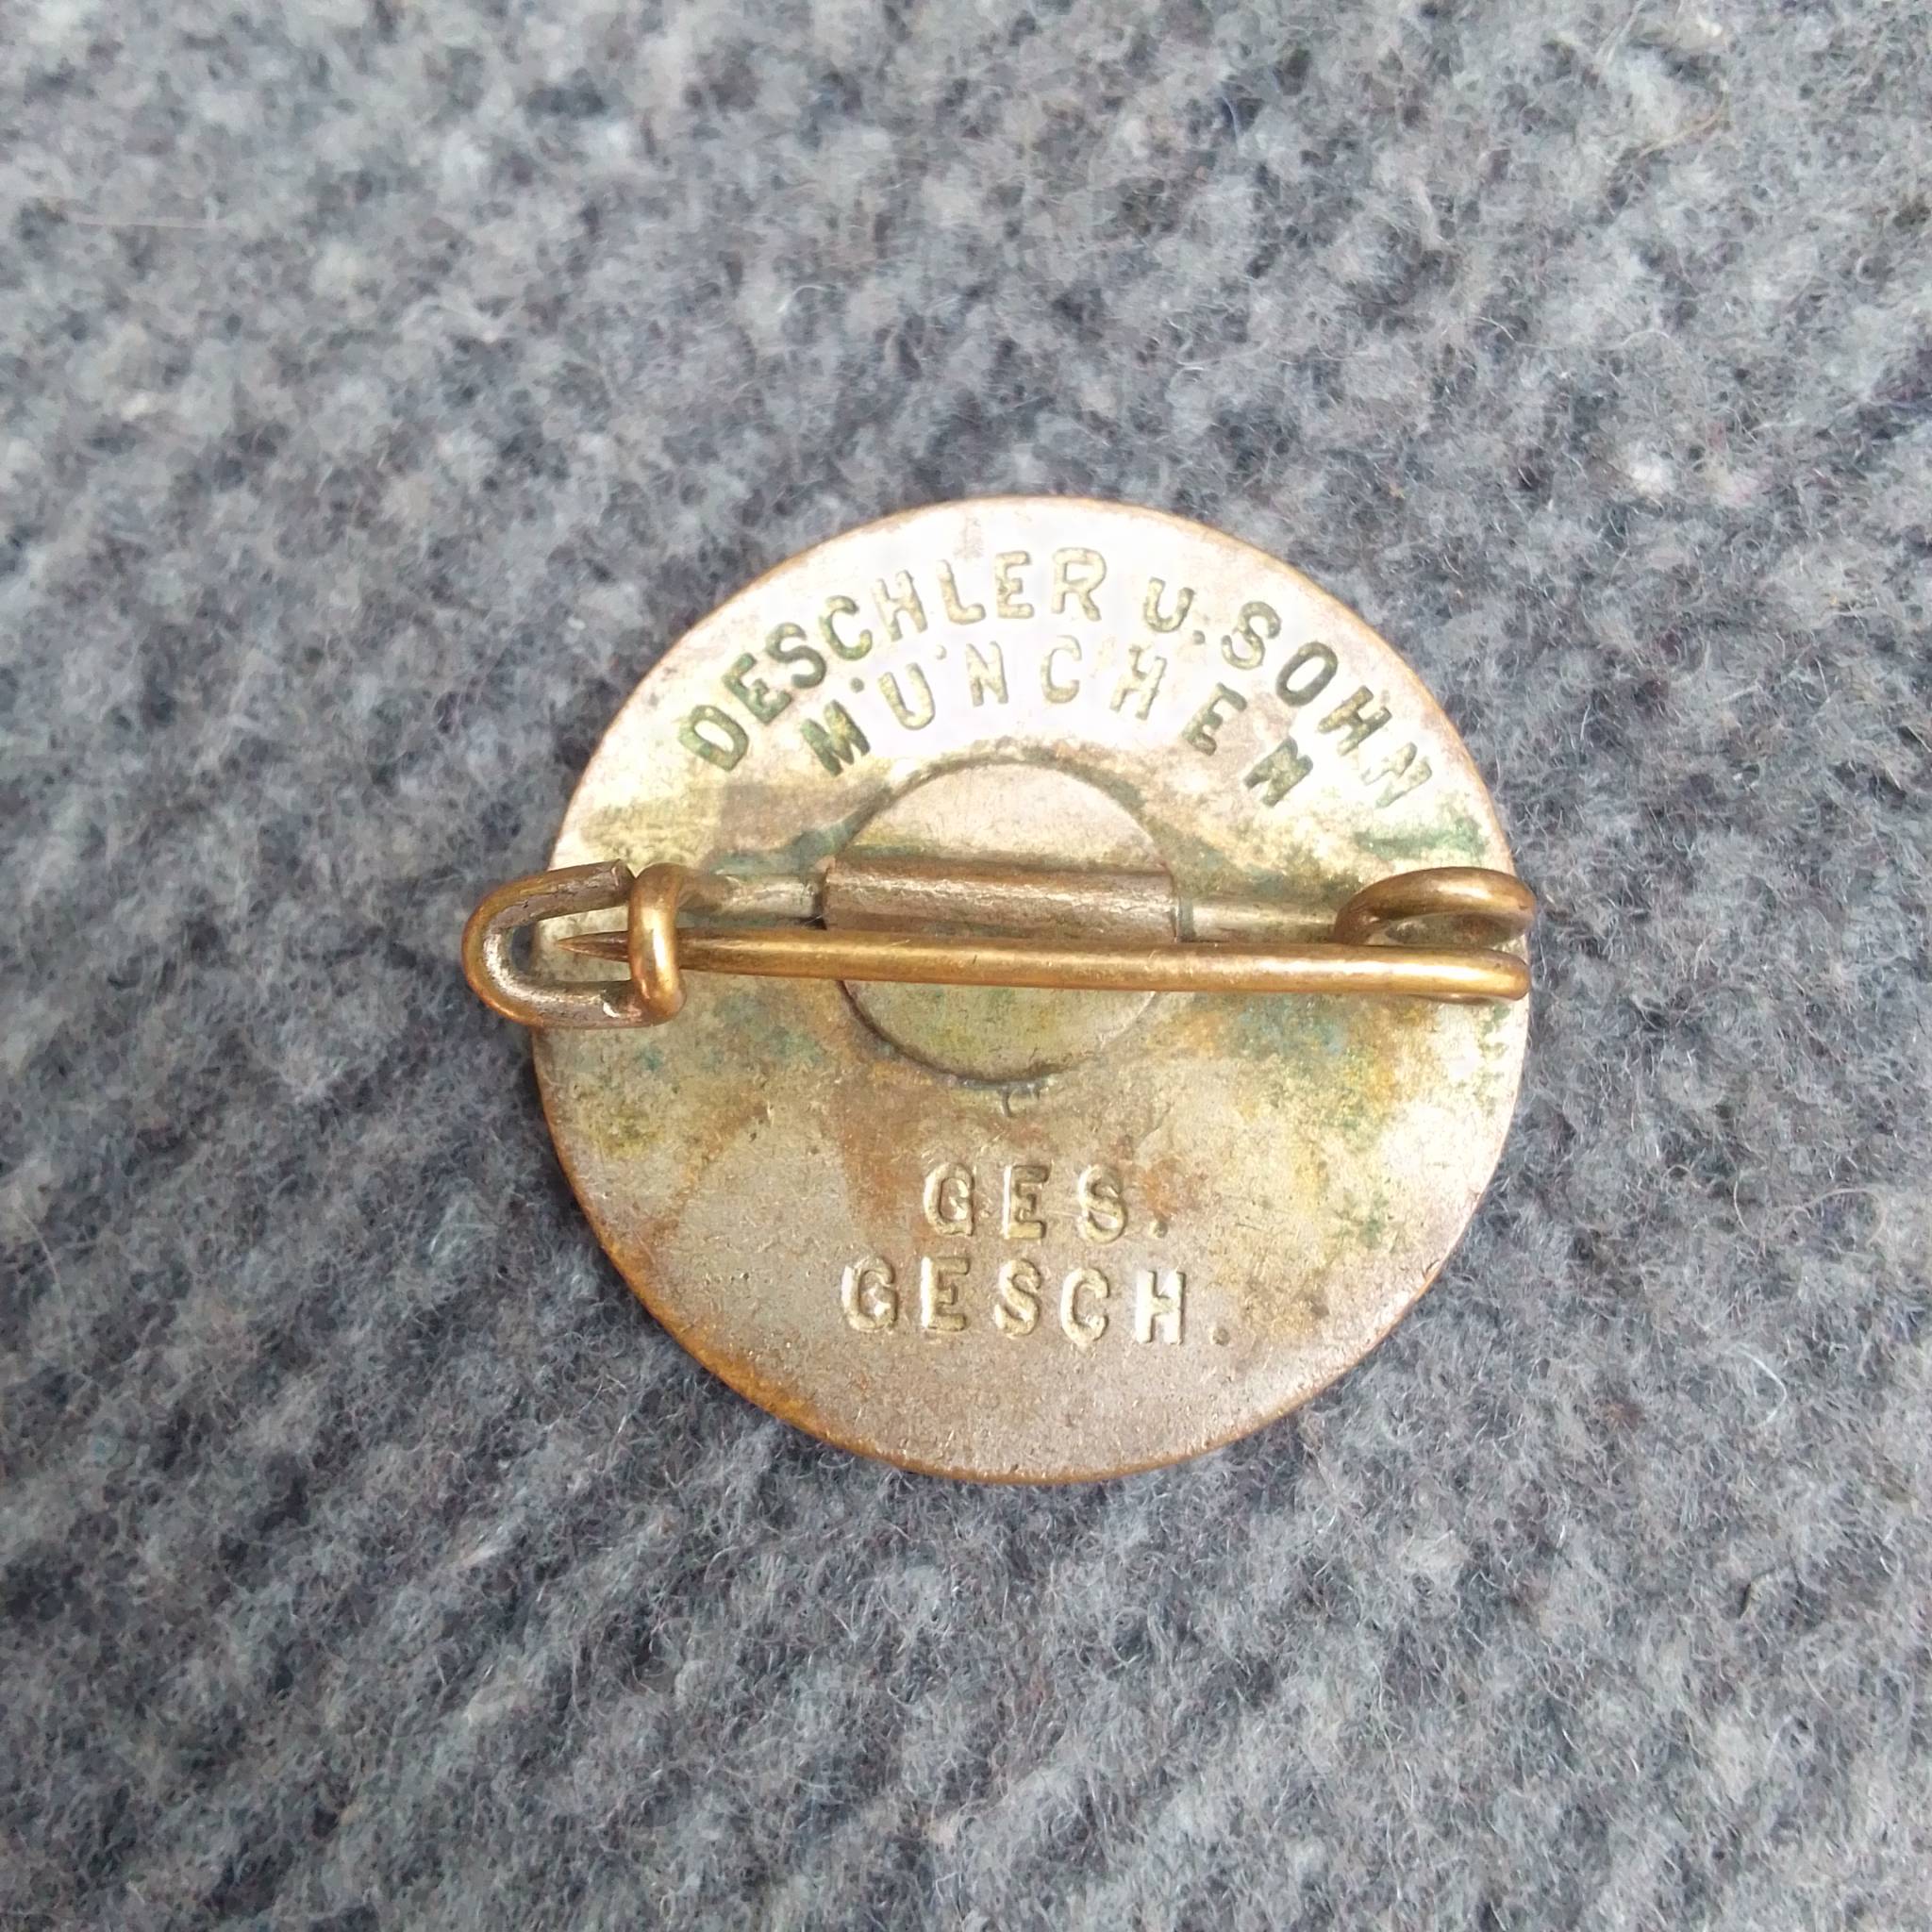 DESCHLER U. SOHN
MÜNCHEN
GES.
GESCH.